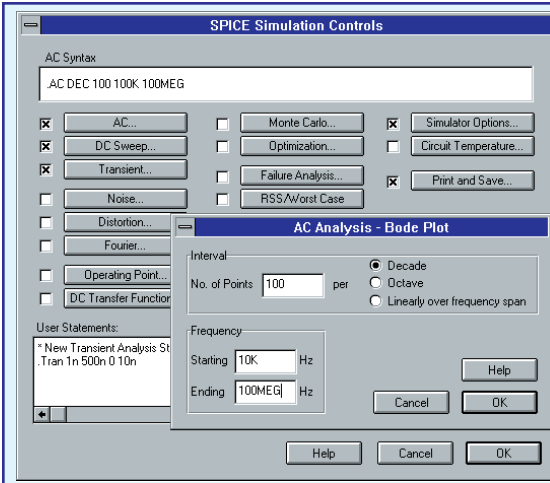 SPICE Simulation Controls
AC Syntax
.AC DEC 100 100K 100MEG
AC...
Monte Carlo...
Simulator Options...
DC Sweep...
Optimization...
Circuit Temperature...
Transient...
Failure Analysis...
Print and Save...
Noise...
RSS/Worst Case
Distortion...
Fourier...
Operating Point...
DC Transfer Function
User Statements:
* New Transient Analysis St
.Tran 1n 500n 0 10n
AC Analysis - Bode Plot
Interval
No. of Points 100 per
Decade
Octave
Linearly over frequency span
Frequency
Starting 10K Hz
Ending 100MEG Hz
Help
Cancel OK
Help Cancel OK